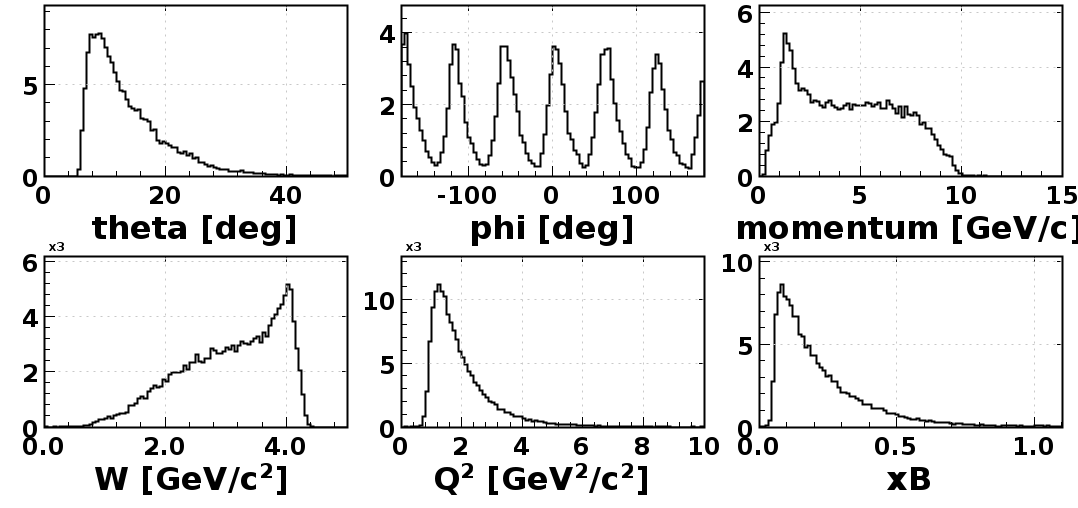 5
0
0 20 40
theta [deg]
4
2
0
-100 0 100
phi [deg]
6
4
2
0
0 5 10 15
momentum [GeV/c]
x3
6
4
2
0
0.0 2.0 4.0
W [GeV/c²]
x3
10
5
0
0 2 4 6 8 10
Q² [GeV²/c²]
x3
10
5
0
0.0 0.5 1.0
xB